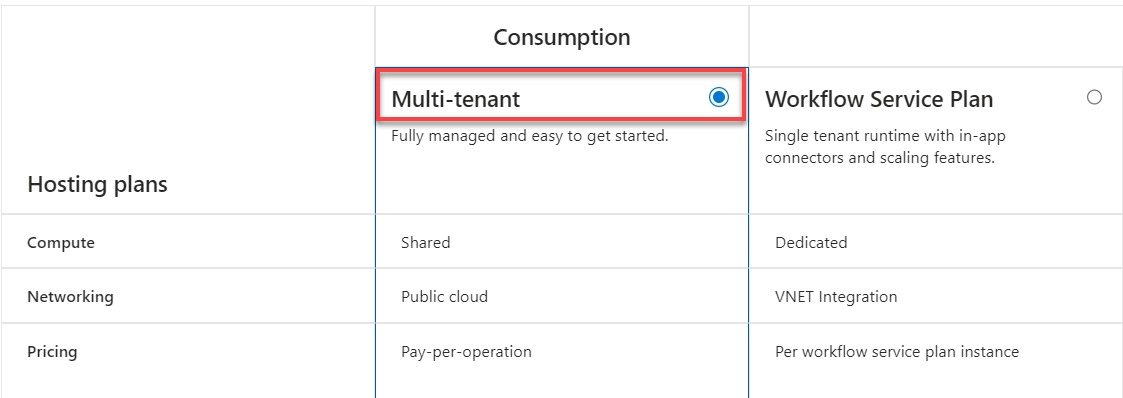 Consumption
Multi-tenant
Workflow Service Plan
Fully managed and easy to get started.
Single tenant runtime with in-app
connectors and scaling features.
Hosting plans
Compute Shared Dedicated
Networking Public cloud VNET Integration
Pricing Pay-per-operation Per workflow service plan instance